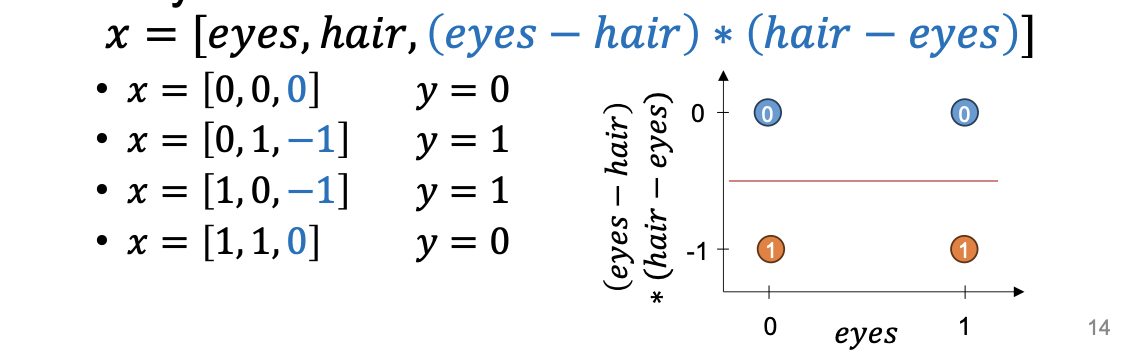 x = [eyes, hair, (eyes − hair) ∗ (hair − eyes)]
• x = [0, 0, 0] y = 0
• x = [0, 1, −1] y = 1
• x = [1, 0, −1] y = 1
• x = [1, 1, 0] y = 0
(eyes − hair)
∗ (hair − eyes)
0
0 0
-1
1 1
0 1
eyes
14